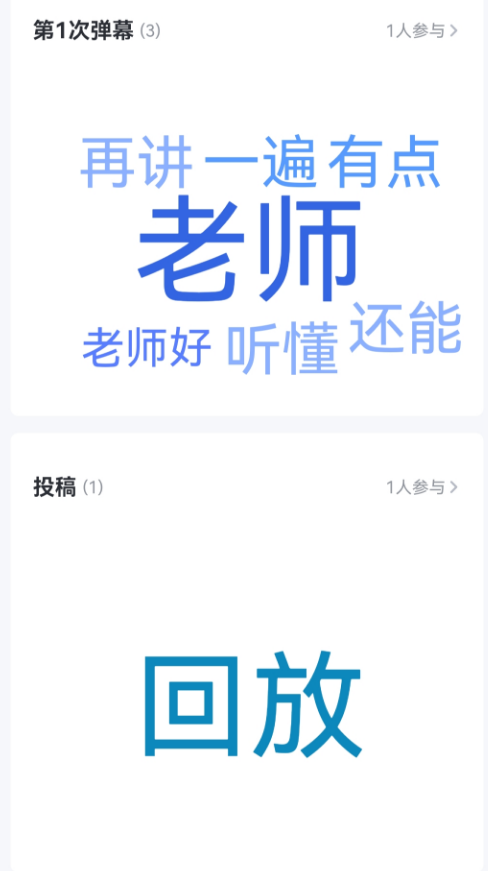 第1次弹幕 (3) 1人参与
再讲 一遍 有点
老师
老师好 听懂 还能
投稿 (1) 1人参与
回放